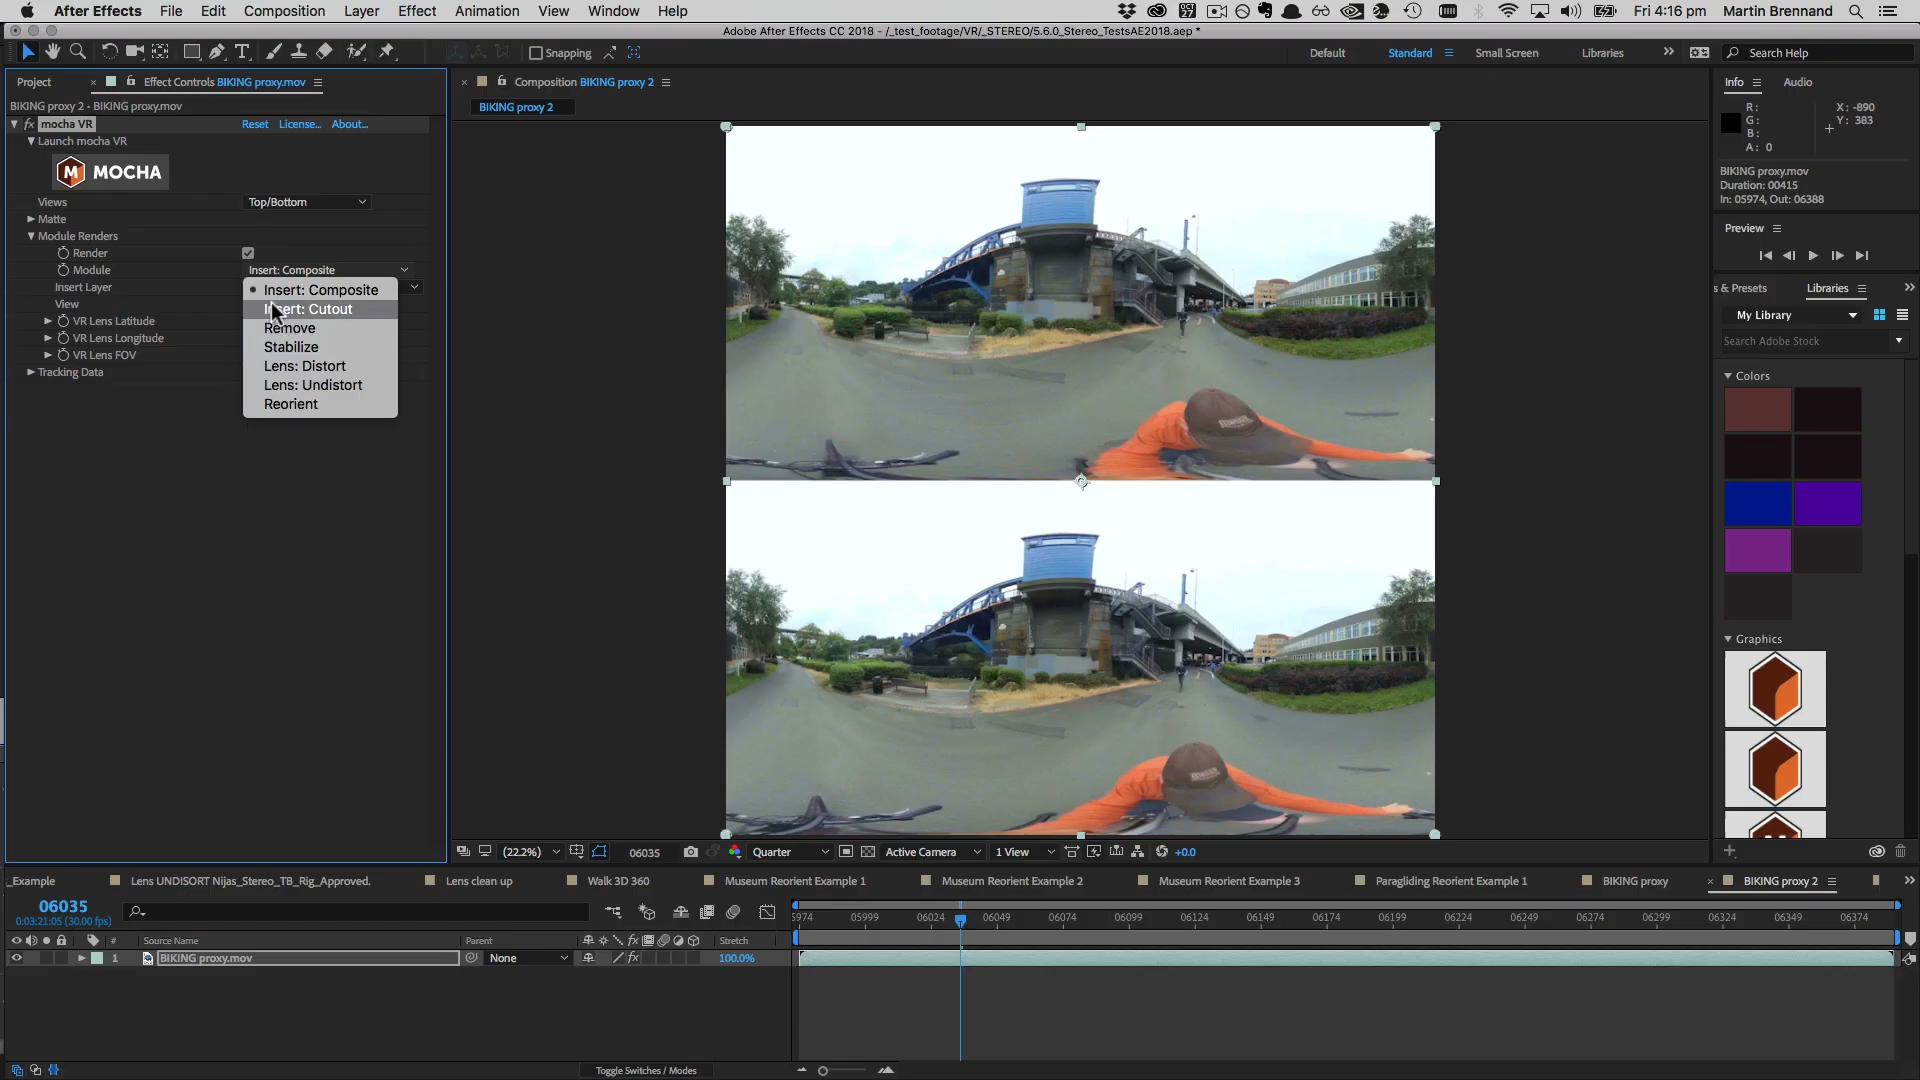 After Effects File Edit Composition Layer Effect Animation View Window Help
OCT 27 Fri 4:16 pm Martin Brennand
Adobe After Effects CC 2018 - /_test_footage/VR/_STEREO/5.6.0_Stereo_TestsAE2018.aep *
Snapping Default Standard Small Screen Libraries Search Help
Project Effect Controls BIKING proxy.mov
Composition BIKING proxy 2
Info Audio
BIKING proxy 2 - BIKING proxy.mov
BIKING proxy 2
fx mocha VR Reset License... About...
Launch mocha VR
MOCHA
Views Top/Bottom
Matte
Module Renders
Render
Module Insert: Composite
Insert Layer
View
VR Lens Latitude
VR Lens Longitude
VR Lens FOV
Tracking Data
Insert: Composite
Insert: Cutout
Remove
Stabilize
Lens: Distort
Lens: Undistort
Reorient
R: X: -890
G: Y: 383
B:
A: 0
BIKING proxy.mov
Duration: 00415
In: 05974, Out: 06388
Preview
s & Presets Libraries
My Library
Search Adobe Stock
Colors
Graphics
(22.2%) 06035 Quarter Active Camera 1 View +0.0
_Example Lens UNDISORT Nijas_Stereo_TB_Rig_Approved. Lens clean up Walk 3D 360 Museum Reorient Example 1 Museum Reorient Example 2 Museum Reorient Example 3 Paragliding Reorient Example 1 BIKING proxy BIKING proxy 2
06035
0:03:21:05 (30.00 fps)
5974 05999 06024 06049 06074 06099 06124 06149 06174 06199 06224 06249 06274 06299 06324 06349 06374
# Source Name Parent fx Stretch
1 BIKING proxy.mov None fx 100.0%
Toggle Switches / Modes